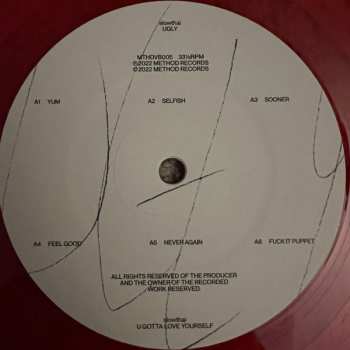 slowthai
UGLY
MTHDVB005 33⅓RPM
℗2022 METHOD RECORDS
©2022 METHOD RECORDS
A1 YUM A2 SELFISH A3 SOONER
A4 FEEL GOOD A5 NEVER AGAIN A6 FUCK IT PUPPET
ALL RIGHTS RESERVED OF THE PRODUCER
AND THE OWNER OF THE RECORDED
WORK RESERVED
slowthai
U GOTTA LOVE YOURSELF